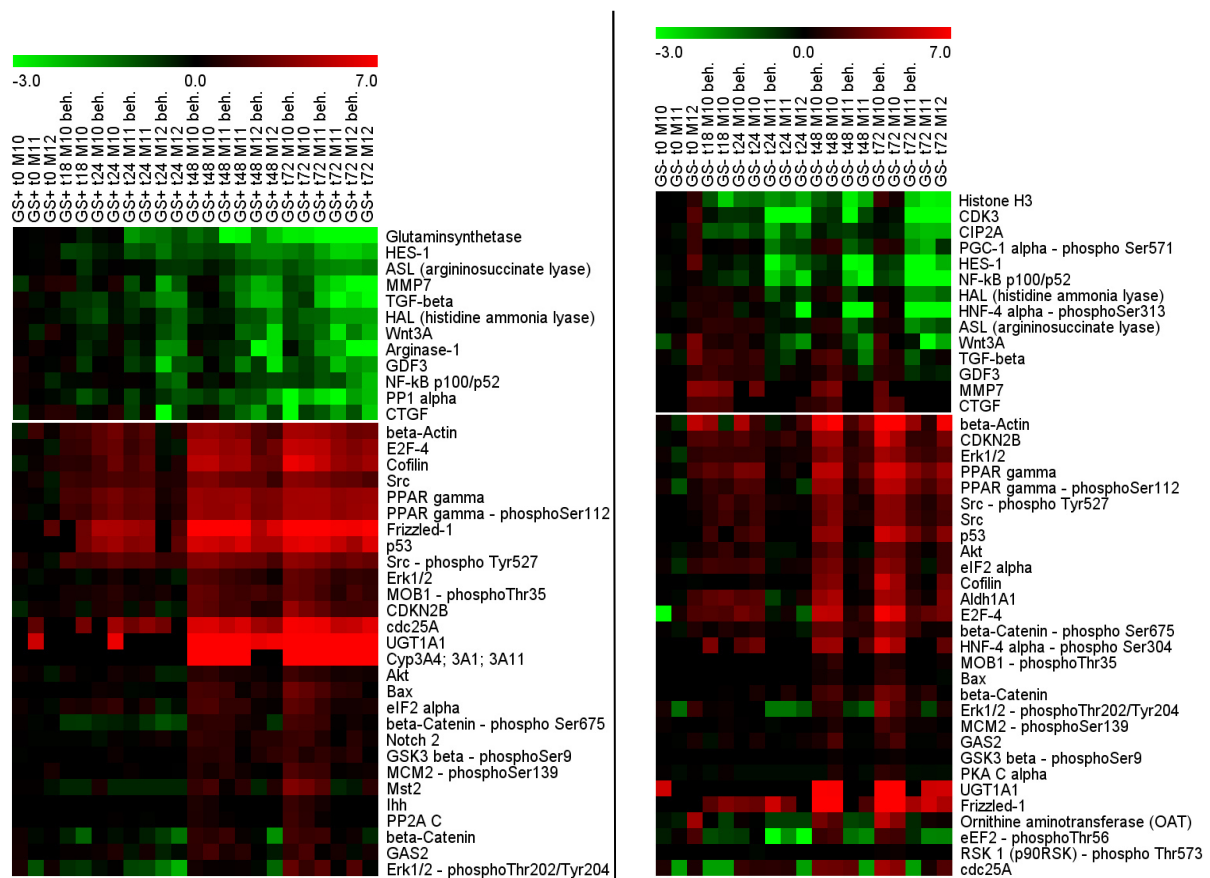 -3.0 0.0 7.0
GS+ t0 M10
GS+ t0 M11
GS+ t0 M12
GS+ t18 M10 beh.
GS+ t18 M10
GS+ t24 M10 beh.
GS+ t24 M10
GS+ t24 M11 beh.
GS+ t24 M11
GS+ t24 M12 beh.
GS+ t24 M12
GS+ t48 M10 beh.
GS+ t48 M10
GS+ t48 M11 beh.
GS+ t48 M11
GS+ t48 M12 beh.
GS+ t48 M12
GS+ t72 M10 beh.
GS+ t72 M10
GS+ t72 M11 beh.
GS+ t72 M11
GS+ t72 M12 beh.
GS+ t72 M12
Glutaminsynthetase
HES-1
ASL (argininosuccinate lyase)
MMP7
TGF-beta
HAL (histidine ammonia lyase)
Wnt3A
Arginase-1
GDF3
NF-kB p100/p52
PP1 alpha
CTGF
beta-Actin
E2F-4
Cofilin
Src
PPAR gamma
PPAR gamma - phosphoSer112
Frizzled-1
p53
Src - phospho Tyr527
Erk1/2
MOB1 - phosphoThr35
CDKN2B
cdc25A
UGT1A1
Cyp3A4; 3A1; 3A11
Akt
Bax
eIF2 alpha
beta-Catenin - phospho Ser675
Notch 2
GSK3 beta - phosphoSer9
MCM2 - phosphoSer139
Mst2
Ihh
PP2A C
beta-Catenin
GAS2
Erk1/2 - phosphoThr202/Tyr204
-3.0 0.0 7.0
GS- t0 M10
GS- t0 M11
GS- t0 M12
GS- t18 M10 beh.
GS- t18 M10
GS- t24 M10 beh.
GS- t24 M10
GS- t24 M11 beh.
GS- t24 M11
GS- t24 M12
GS- t48 M10 beh.
GS- t48 M10
GS- t48 M11 beh.
GS- t48 M11
GS- t72 M10 beh.
GS- t72 M10
GS- t72 M11 beh.
GS- t72 M11
GS- t72 M12
Histone H3
CDK3
CIP2A
PGC-1 alpha - phospho Ser571
HES-1
NF-kB p100/p52
HAL (histidine ammonia lyase)
HNF-4 alpha - phosphoSer313
ASL (argininosuccinate lyase)
Wnt3A
TGF-beta
GDF3
MMP7
CTGF
beta-Actin
CDKN2B
Erk1/2
PPAR gamma
PPAR gamma - phosphoSer112
Src - phospho Tyr527
Src
p53
Akt
eIF2 alpha
Cofilin
Aldh1A1
E2F-4
beta-Catenin - phospho Ser675
HNF-4 alpha - phospho Ser304
MOB1 - phosphoThr35
Bax
beta-Catenin
Erk1/2 - phosphoThr202/Tyr204
MCM2 - phosphoSer139
GAS2
GSK3 beta - phosphoSer9
PKA C alpha
UGT1A1
Frizzled-1
Ornithine aminotransferase (OAT)
eEF2 - phosphoThr56
RSK 1 (p90RSK) - phospho Thr573
cdc25A